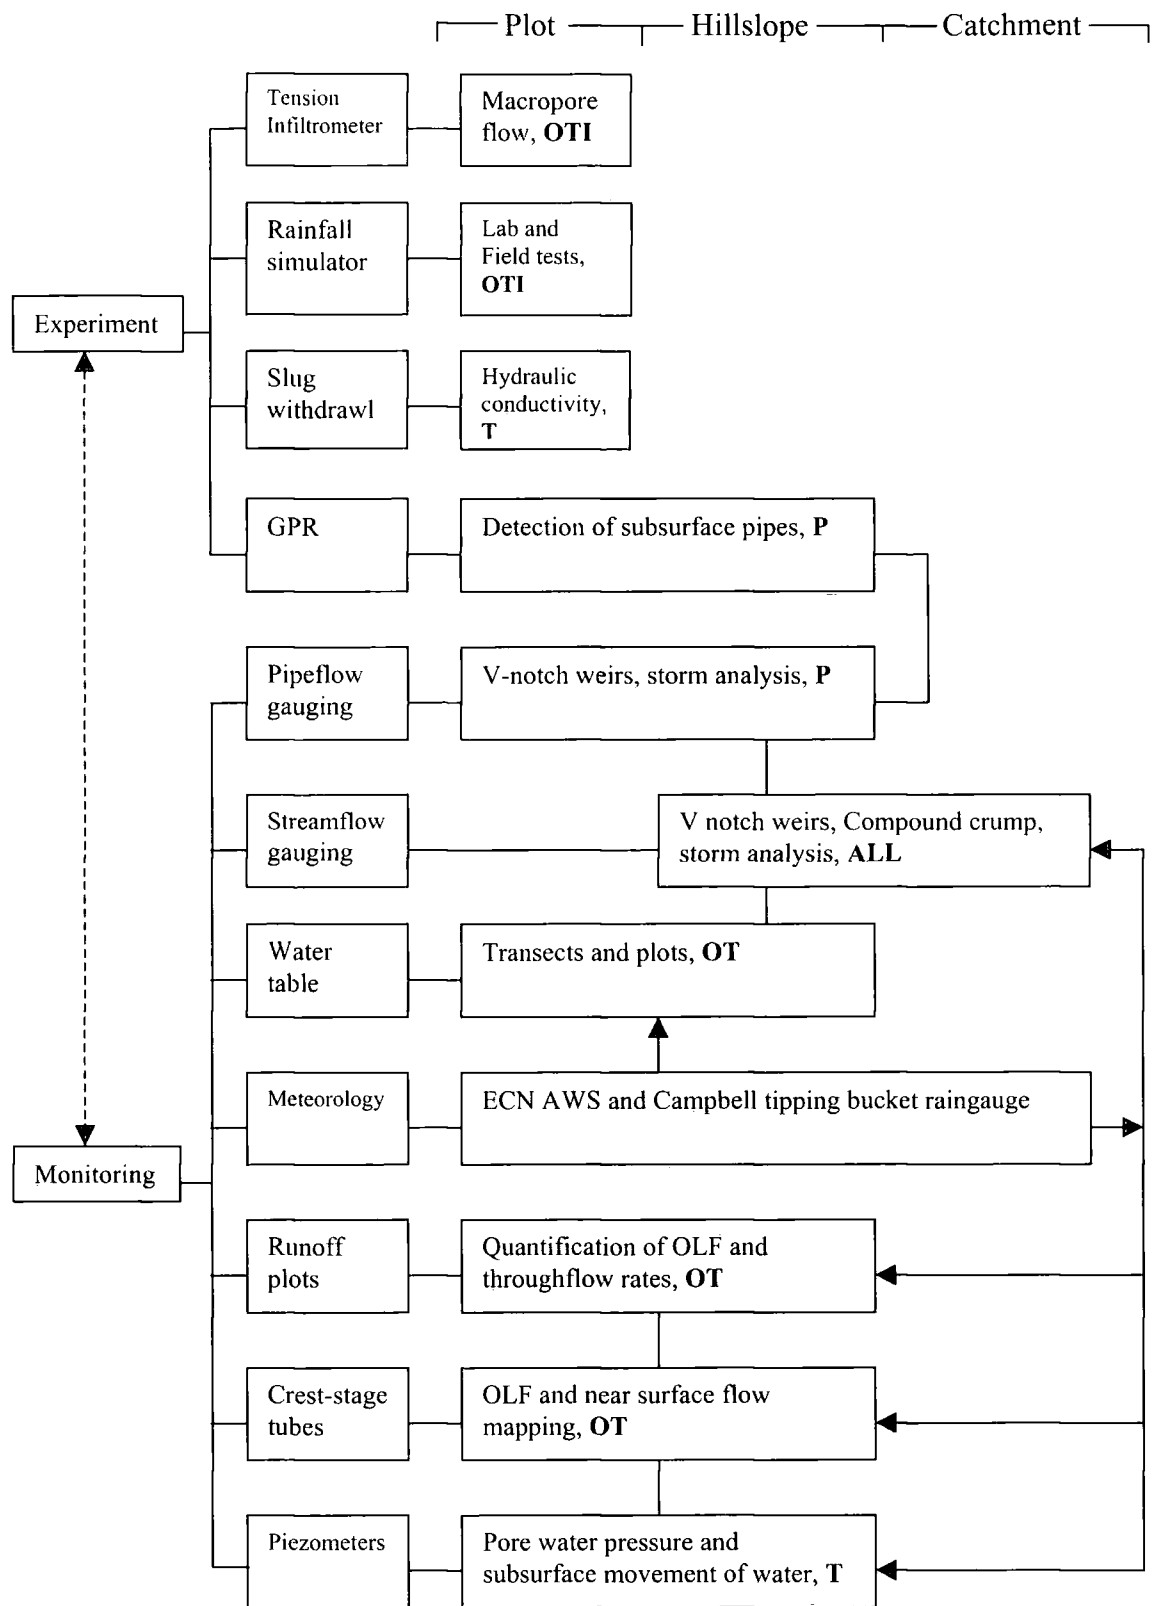 Plot Hillslope Catchment
Tension
Infiltrometer
Macropore
flow, OTI
Rainfall
simulator
Lab and
Field tests,
OTI
Experiment
Slug
withdrawl
Hydraulic
conductivity,
T
GPR
Detection of subsurface pipes, P
Pipeflow
gauging
V-notch weirs, storm analysis, P
Streamflow
gauging
V notch weirs, Compound crump,
storm analysis, ALL
Water
table
Transects and plots, OT
Meteorology
ECN AWS and Campbell tipping bucket raingauge
Monitoring
Runoff
plots
Quantification of OLF and
throughflow rates, OT
Crest-stage
tubes
OLF and near surface flow
mapping, OT
Piezometers
Pore water pressure and
subsurface movement of water, T